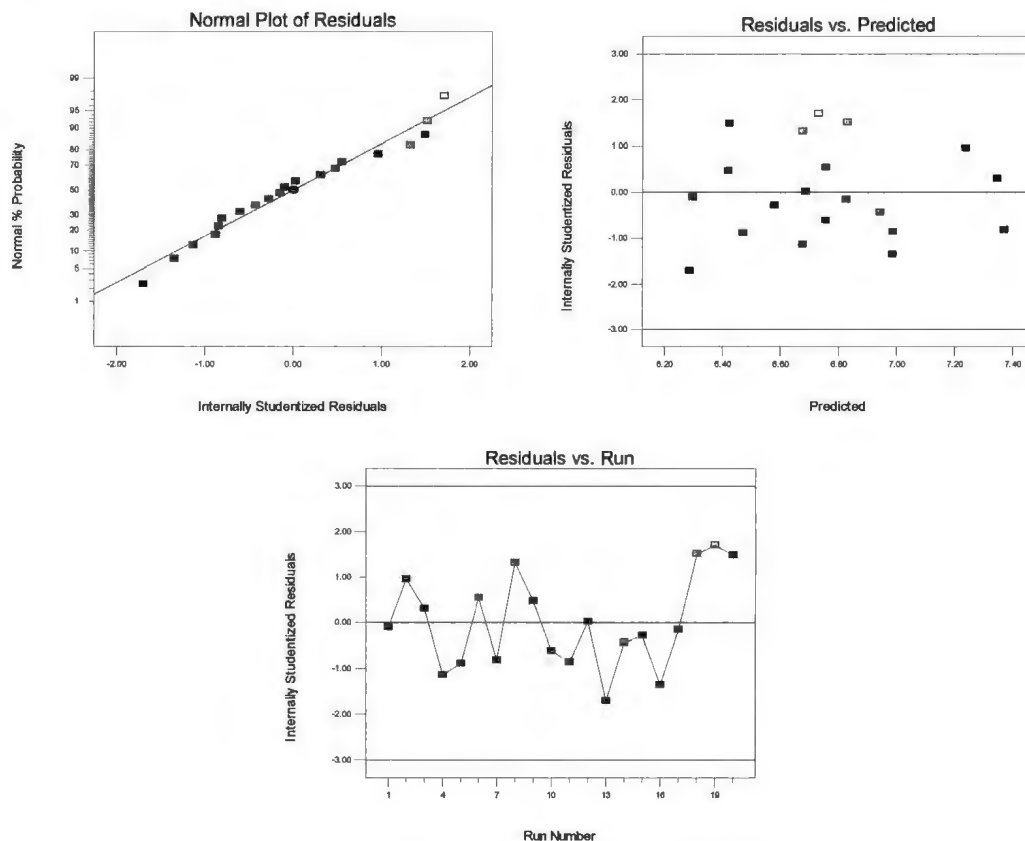 Normal Plot of Residuals
Normal % Probability
99
95
90
80
70
50
30
20
10
5
1
-2.00 -1.00 0.00 1.00 2.00
Internally Studentized Residuals
Residuals vs. Predicted
Internally Studentized Residuals
3.00
2.00
1.00
0.00
-1.00
-2.00
-3.00
6.20 6.40 6.60 6.80 7.00 7.20 7.40
Predicted
Residuals vs. Run
Internally Studentized Residuals
3.00
2.00
1.00
0.00
-1.00
-2.00
-3.00
1 4 7 10 13 16 19
Run Number